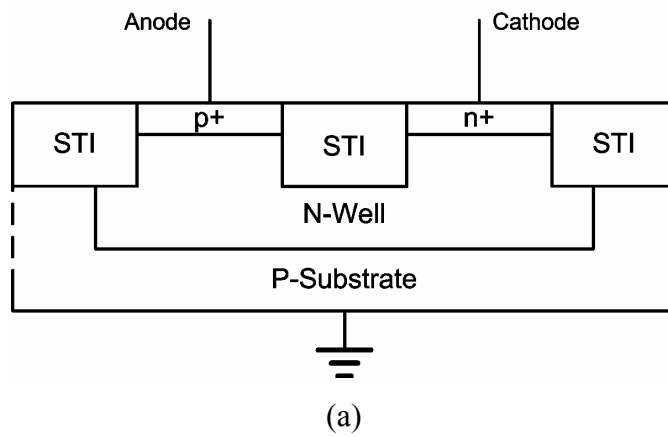 Anode Cathode
p+ n+
STI STI STI
N-Well
P-Substrate
(a)